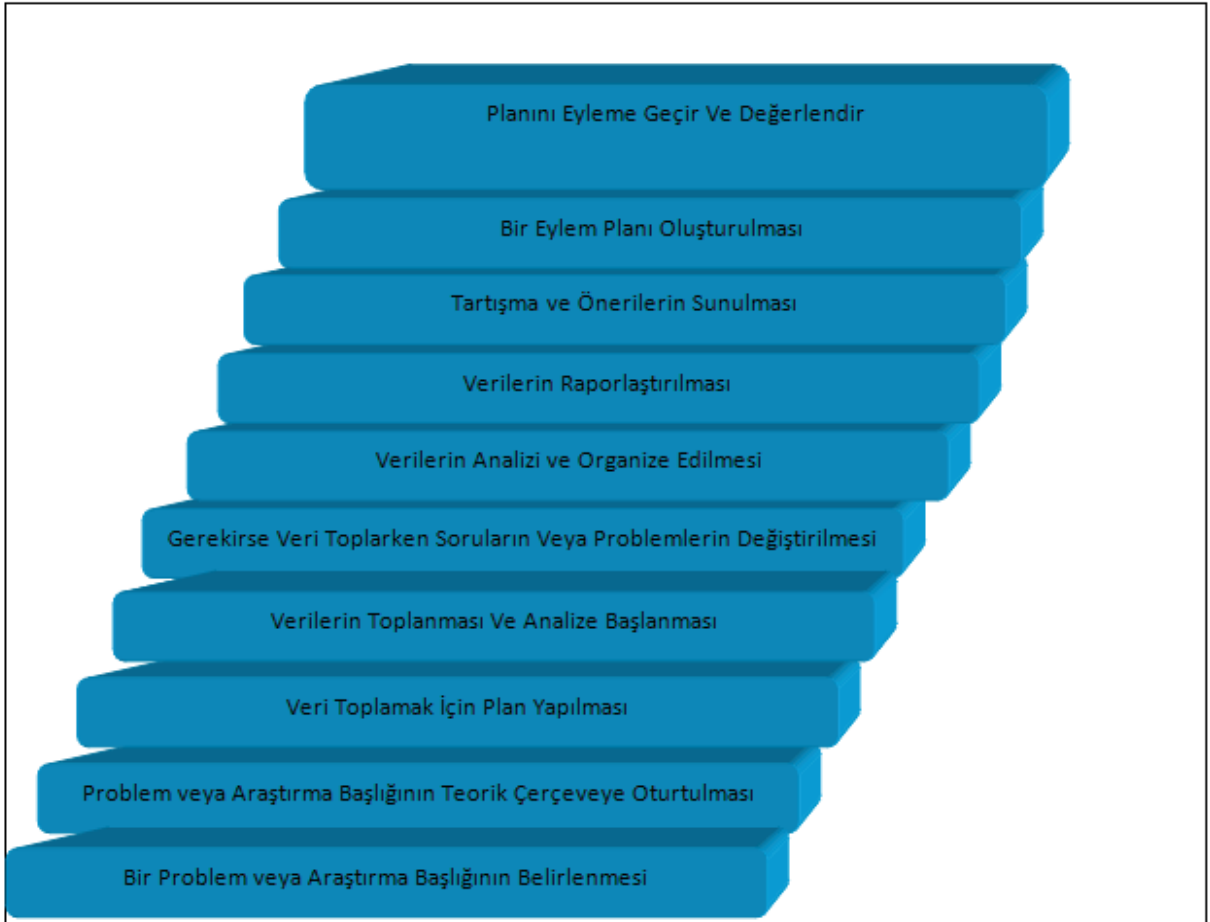 Planını Eyleme Geçir Ve Değerlendir
Bir Eylem Planı Oluşturulması
Tartışma ve Önerilerin Sunulması
Verilerin Raporlaştırılması
Verilerin Analizi ve Organize Edilmesi
Gerekirse Veri Toplarken Soruların Veya Problemlerin Değiştirilmesi
Verilerin Toplanması Ve Analize Başlanması
Veri Toplamak İçin Plan Yapılması
Problem veya Araştırma Başlığının Teorik Çerçeveye Oturtulması
Bir Problem veya Araştırma Başlığının Belirlenmesi